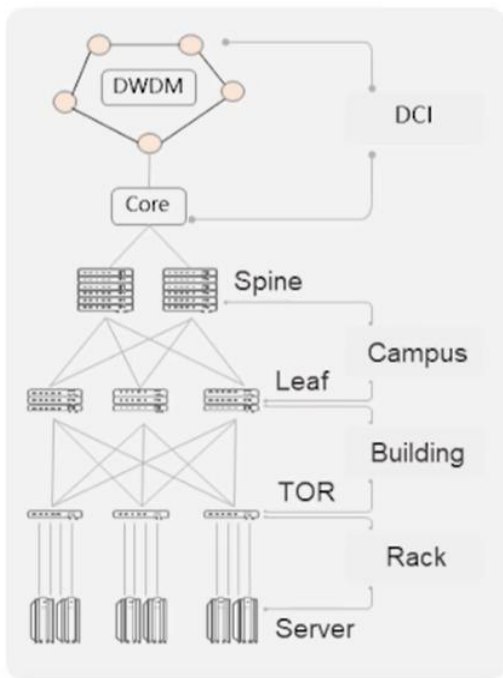 DWDM
DCI
Core
Spine
Campus
Leaf
Building
TOR
Rack
Server